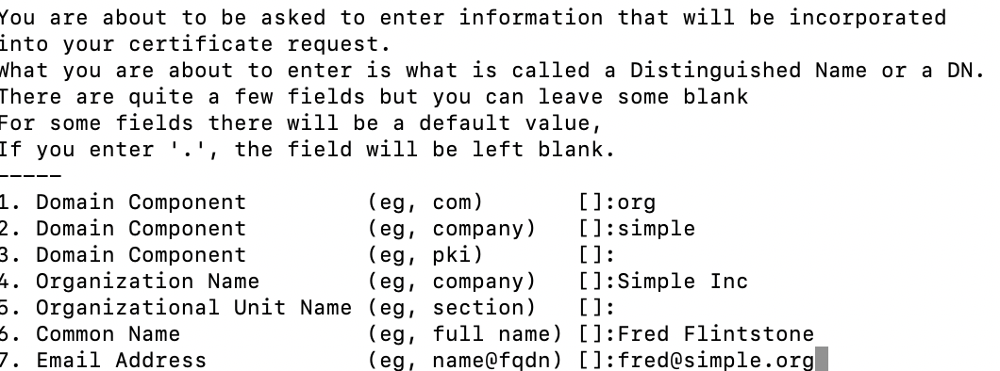 You are about to be asked to enter information that will be incorporated
into your certificate request.
What you are about to enter is what is called a Distinguished Name or a DN.
There are quite a few fields but you can leave some blank
For some fields there will be a default value,
If you enter '.', the field will be left blank.
-----
1. Domain Component         (eg, com)       []:org
2. Domain Component         (eg, company)   []:simple
3. Domain Component         (eg, pki)       []:
4. Organization Name        (eg, company)   []:Simple Inc
5. Organizational Unit Name (eg, section)   []:
6. Common Name              (eg, full name) []:Fred Flintstone
7. Email Address            (eg, name@fqdn) []:fred@simple.org